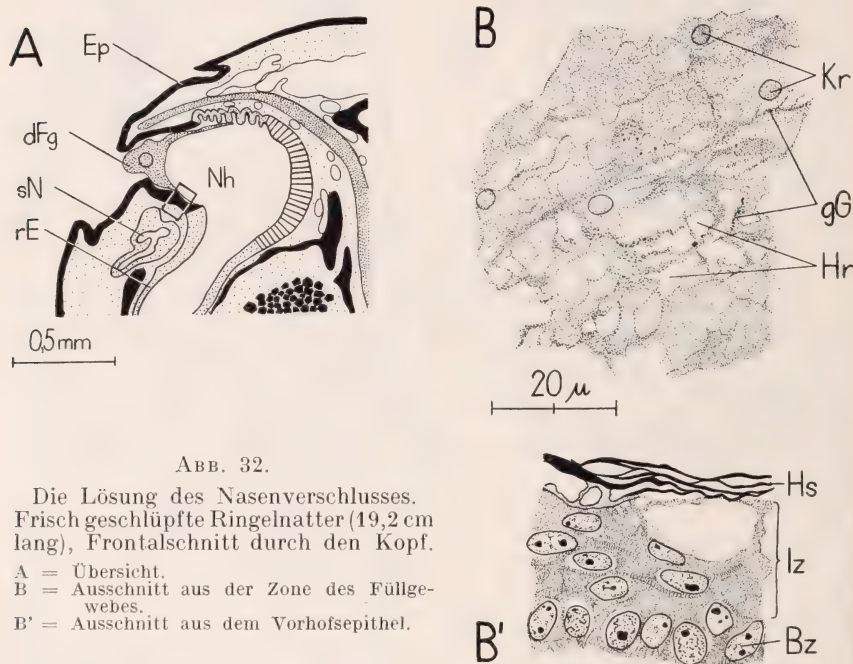 A
Ep
dFg
sN
rE
Nh
0,5mm
B
Kr
gG
Hr
20 µ
ABB. 32.
Die Lösung des Nasenverschlusses.
Frisch geschlüpfte Ringelnatter (19,2 cm
lang), Frontalschnitt durch den Kopf.
A = Übersicht.
B = Ausschnitt aus der Zone des Füllge-
webes.
B' = Ausschnitt aus dem Vorhofsepithel.
Hs
Iz
B'
Bz